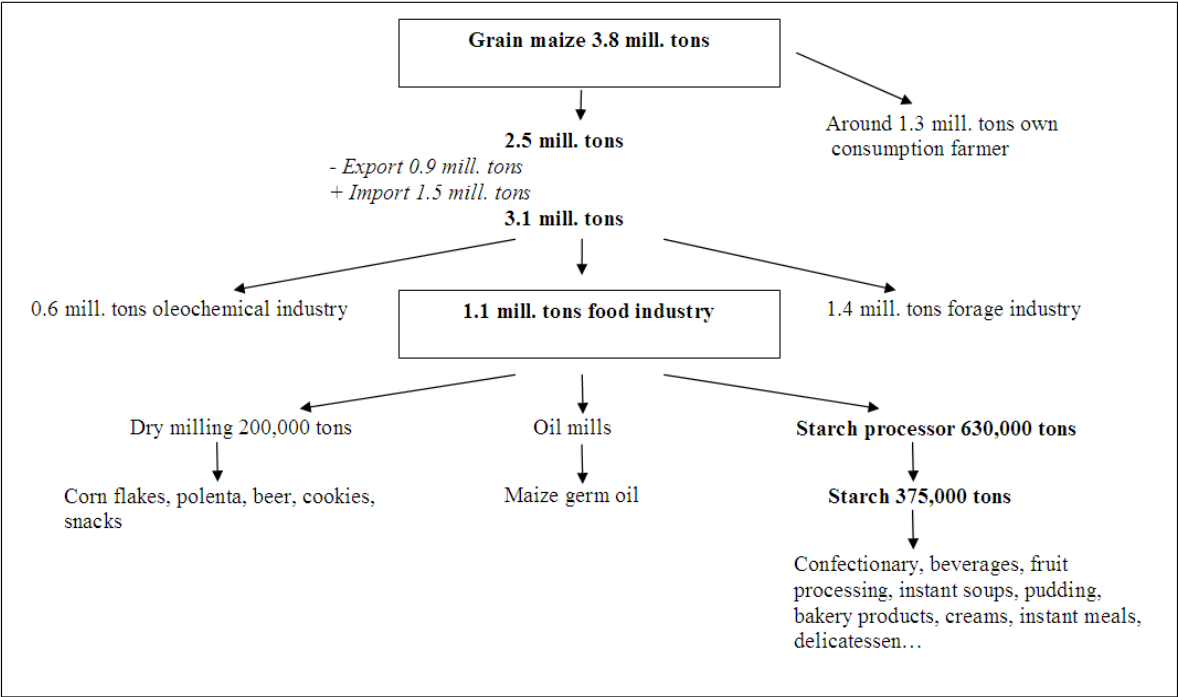 Grain maize 3.8 mill. tons
Around 1.3 mill. tons own
consumption farmer
2.5 mill. tons
- Export 0.9 mill. tons
+ Import 1.5 mill. tons
3.1 mill. tons
0.6 mill. tons oleochemical industry
1.1 mill. tons food industry
1.4 mill. tons forage industry
Dry milling 200,000 tons
Oil mills
Starch processor 630,000 tons
Corn flakes, polenta, beer, cookies,
snacks
Maize germ oil
Starch 375,000 tons
Confectionary, beverages, fruit
processing, instant soups, pudding,
bakery products, creams, instant meals,
delicatessen…